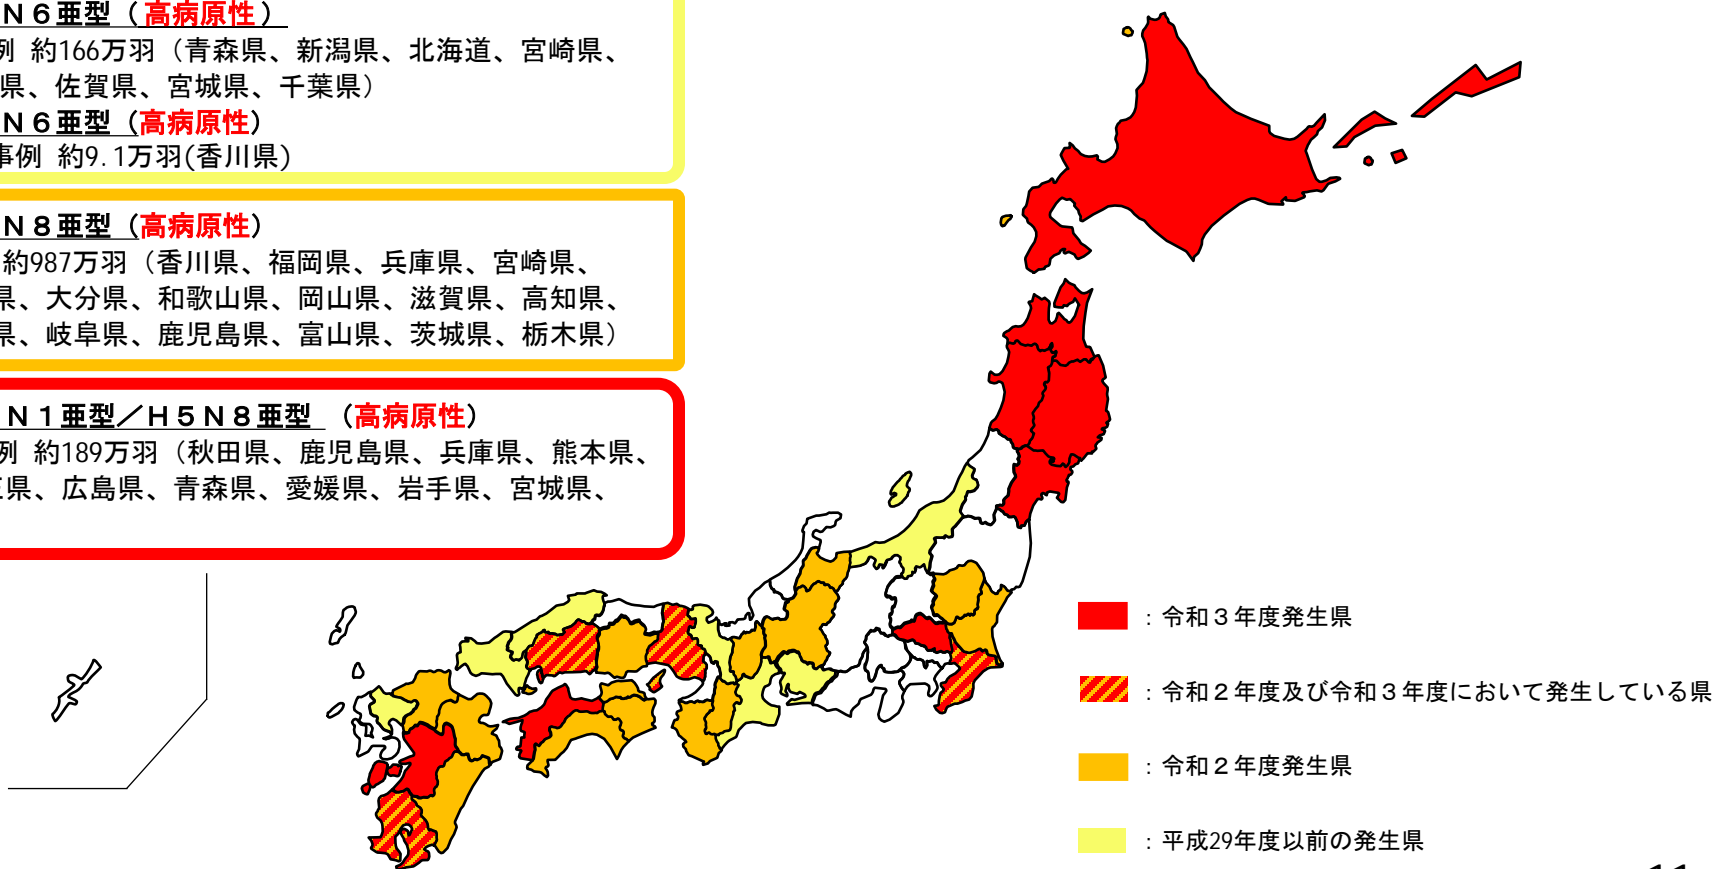 Ｎ６亜型（高病原性）
例 約166万羽（青森県、新潟県、北海道、宮崎県、
県、佐賀県、宮城県、千葉県）
Ｎ６亜型（高病原性）
事例 約9.1万羽(香川県)
Ｎ８亜型（高病原性）
約987万羽（香川県、福岡県、兵庫県、宮崎県、
県、大分県、和歌山県、岡山県、滋賀県、高知県、
県、岐阜県、鹿児島県、富山県、茨城県、栃木県）
Ｎ１亜型／Ｈ５Ｎ８亜型 （高病原性）
例 約189万羽（秋田県、鹿児島県、兵庫県、熊本県、
県、広島県、青森県、愛媛県、岩手県、宮城県、
：令和３年度発生県
：令和２年度及び令和３年度において発生している県
：令和２年度発生県
：平成29年度以前の発生県